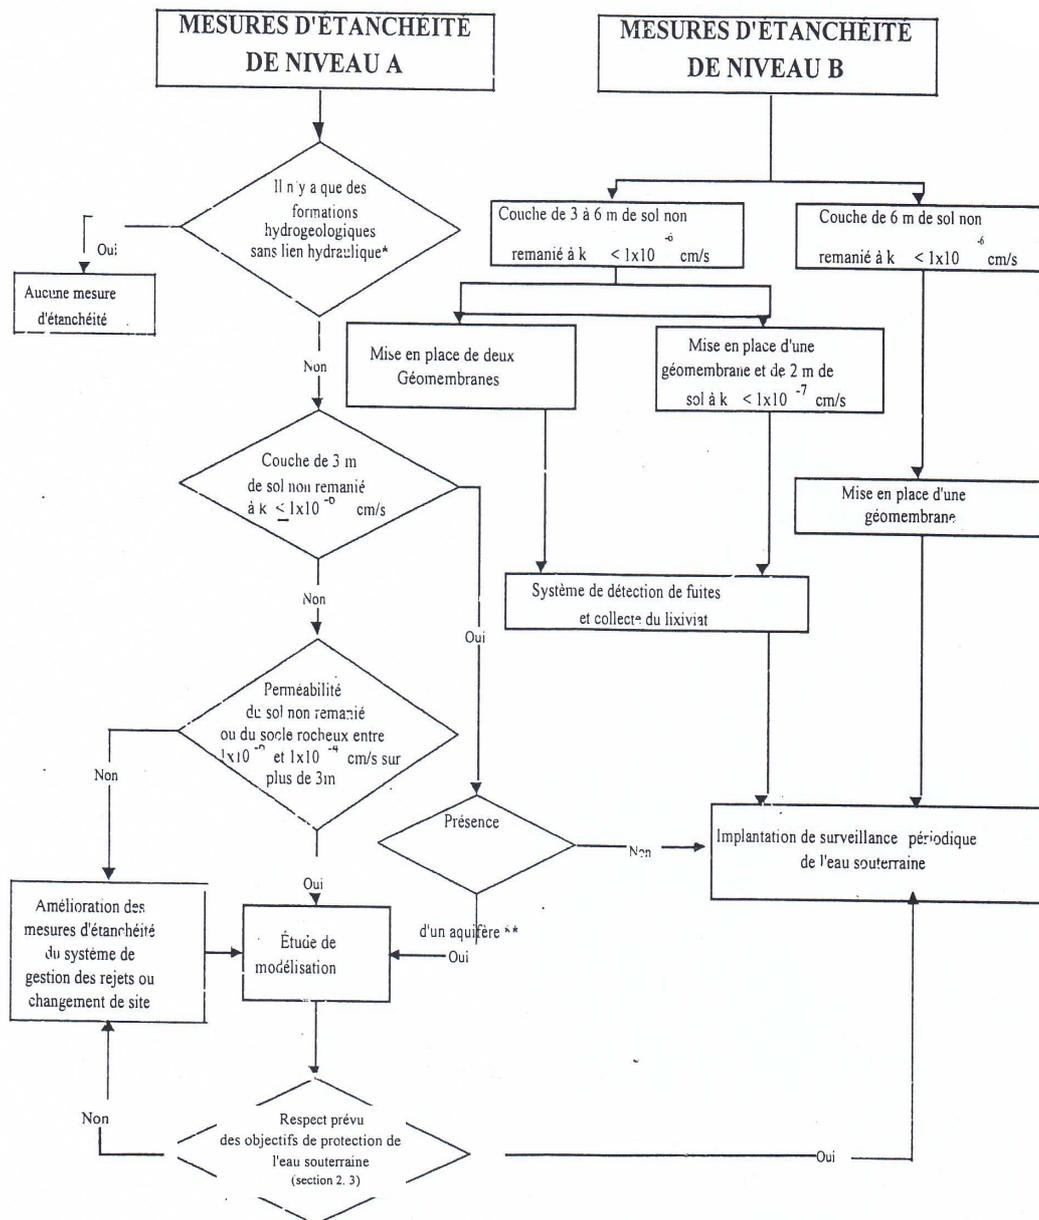 MESURES D'ÉTANCHÉITÉ
DE NIVEAU A
MESURES D'ÉTANCHÉITÉ
DE NIVEAU B
Il n'y a que des
formations
hydrogeologiques
sans lien hydraulique*
Oui
Aucune mesure
d'étanchéité
Non
Couche de 3 m
de sol non remanié
à k ≤ 1x10 cm/s
Non
Oui
Perméabilité
du sol non remanié
ou du socle rocheux entre
1x10 et 1x10 -4 cm/s sur
plus de 3m
Non
Oui
Présence
d'un aquifère **
Non
Oui
Amélioration des
mesures d'étanchéité
du système de
gestion des rejets ou
changement de site
Étude de
modélisation
Respect prévu
des objectifs de protection de
l'eau souterraine
(section 2. 3)
Non
Oui
Couche de 3 à 6 m de sol non
remanié à k < 1x10 -6 cm/s
Couche de 6 m de sol non
remanié à k < 1x10 -6 cm/s
Mise en place de deux
Géomembranes
Mise en place d'une
géomembrane et de 2 m de
sol à k < 1x10 -7 cm/s
Mise en place d'une
géomembrane
Système de détection de fuites
et collecte du lixiviat
Implantation de surveillance périodique
de l'eau souterraine